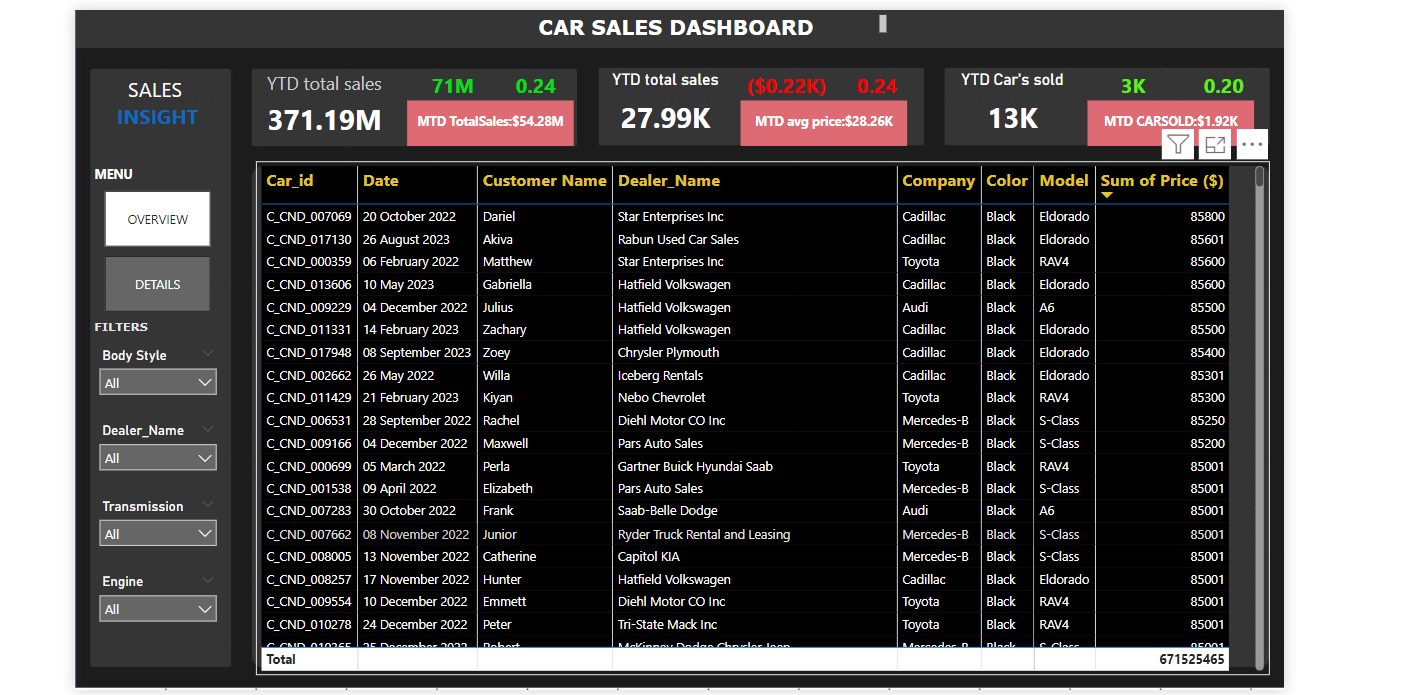 CAR SALES DASHBOARD
SALES
INSIGHT
MENU
OVERVIEW
DETAILS
FILTERS
Body Style
All
Dealer_Name
All
Transmission
All
Engine
All
YTD total sales 71M 0.24
371.19M MTD TotalSales:$54.28M
YTD total sales ($0.22K) 0.24
27.99K MTD avg price:$28.26K
YTD Car's sold 3K 0.20
13K MTD CARSOLD:$1.92K
Car_id Date Customer Name Dealer_Name Company Color Model Sum of Price ($)
C_CND_007069 20 October 2022 Dariel Star Enterprises Inc Cadillac Black Eldorado 85800
C_CND_017130 26 August 2023 Akiva Rabun Used Car Sales Cadillac Black Eldorado 85601
C_CND_000359 06 February 2022 Matthew Star Enterprises Inc Toyota Black RAV4 85600
C_CND_013606 10 May 2023 Gabriella Hatfield Volkswagen Cadillac Black Eldorado 85600
C_CND_009229 04 December 2022 Julius Hatfield Volkswagen Audi Black A6 85500
C_CND_011331 14 February 2023 Zachary Hatfield Volkswagen Cadillac Black Eldorado 85500
C_CND_017948 08 September 2023 Zoey Chrysler Plymouth Cadillac Black Eldorado 85400
C_CND_002662 26 May 2022 Willa Iceberg Rentals Cadillac Black Eldorado 85301
C_CND_011429 21 February 2023 Kiyan Nebo Chevrolet Toyota Black RAV4 85300
C_CND_006531 28 September 2022 Rachel Diehl Motor CO Inc Mercedes-B Black S-Class 85250
C_CND_009166 04 December 2022 Maxwell Pars Auto Sales Mercedes-B Black S-Class 85200
C_CND_000699 05 March 2022 Perla Gartner Buick Hyundai Saab Toyota Black RAV4 85001
C_CND_001538 09 April 2022 Elizabeth Pars Auto Sales Mercedes-B Black S-Class 85001
C_CND_007283 30 October 2022 Frank Saab-Belle Dodge Audi Black A6 85001
C_CND_007662 08 November 2022 Junior Ryder Truck Rental and Leasing Mercedes-B Black S-Class 85001
C_CND_008005 13 November 2022 Catherine Capitol KIA Mercedes-B Black S-Class 85001
C_CND_008257 17 November 2022 Hunter Hatfield Volkswagen Cadillac Black Eldorado 85001
C_CND_009554 10 December 2022 Emmett Diehl Motor CO Inc Toyota Black RAV4 85001
C_CND_010278 24 December 2022 Peter Tri-State Mack Inc Toyota Black RAV4 85001
Total 671525465